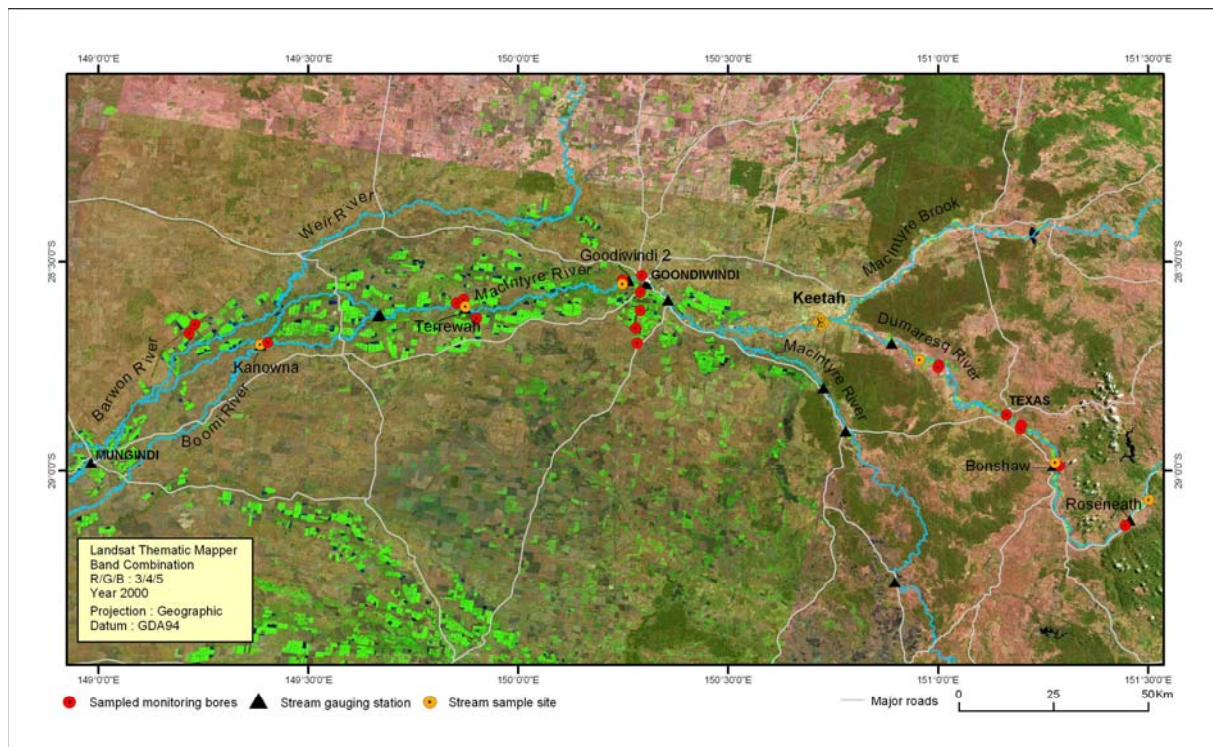 149°0'0"E
149°30'0"E
150°0'0"E
150°30'0"E
151°0'0"E
151°30'0"E
Weir River
MacIntyre Brook
28°30'0"S
28°30'0"S
Goodiwindi 2
GOONDIWINDI
MacIntyre River
Keetah
Terrewah
Dumaresq River
Kanowna
Macintyre River
Barwon River
Boomi River
TEXAS
MUNGINDI
Bonshaw
29°0'0"S
29°0'0"S
Roseneath
Landsat Thematic Mapper
Band Combination
R/G/B : 3/4/5
Year 2000
Projection : Geographic
Datum : GDA94
149°0'0"E
149°30'0"E
150°0'0"E
150°30'0"E
151°0'0"E
151°30'0"E
Sampled monitoring bores
Stream gauging station
Stream sample site
Major roads
0 25 50 Km